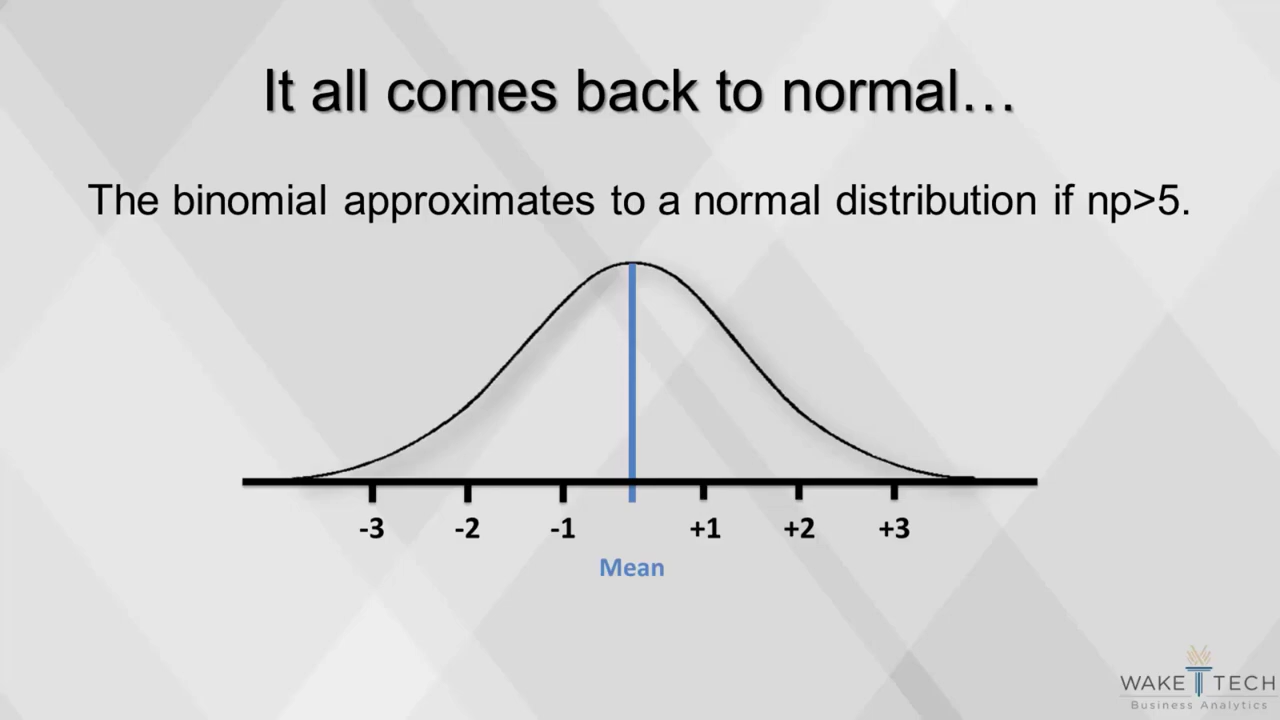 It all comes back to normal…
The binomial approximates to a normal distribution if np>5.
-3 -2 -1 +1 +2 +3
Mean
WAKE TECH
Business Analytics